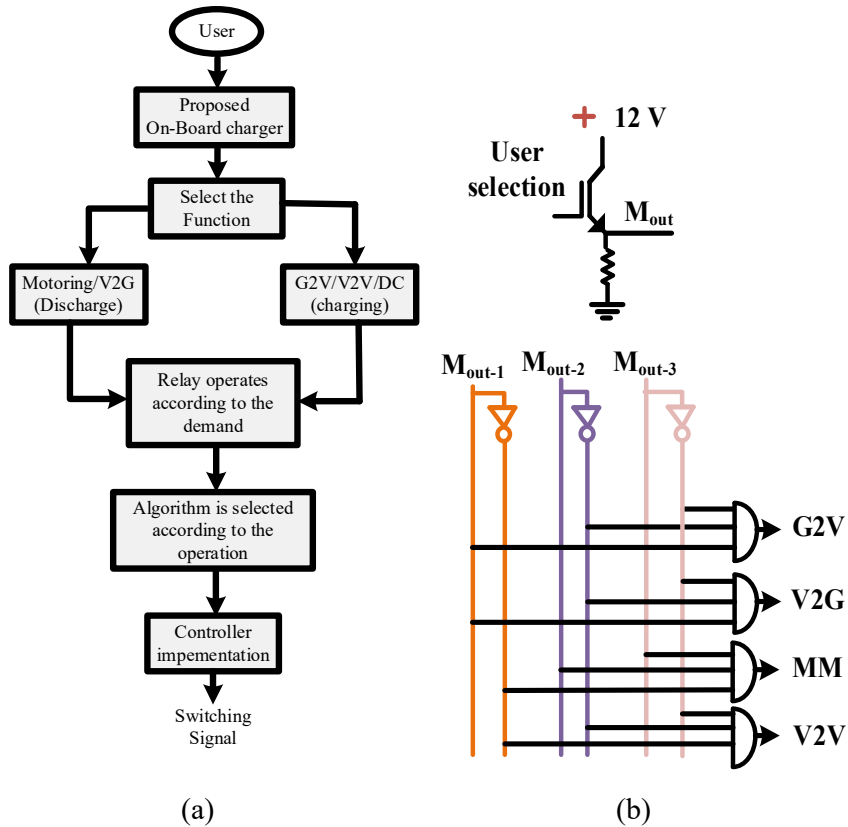 User
Proposed
On-Board charger
Select the
Function
Motoring/V2G
(Discharge)
G2V/V2V/DC
(charging)
Relay operates
according to the
demand
Algorithm is selected
according to the
operation
Controller
impementation
Switching
Signal
(a)
+ 12 V
User
selection
Mout
Mout-1
Mout-2
Mout-3
G2V
V2G
MM
V2V
(b)